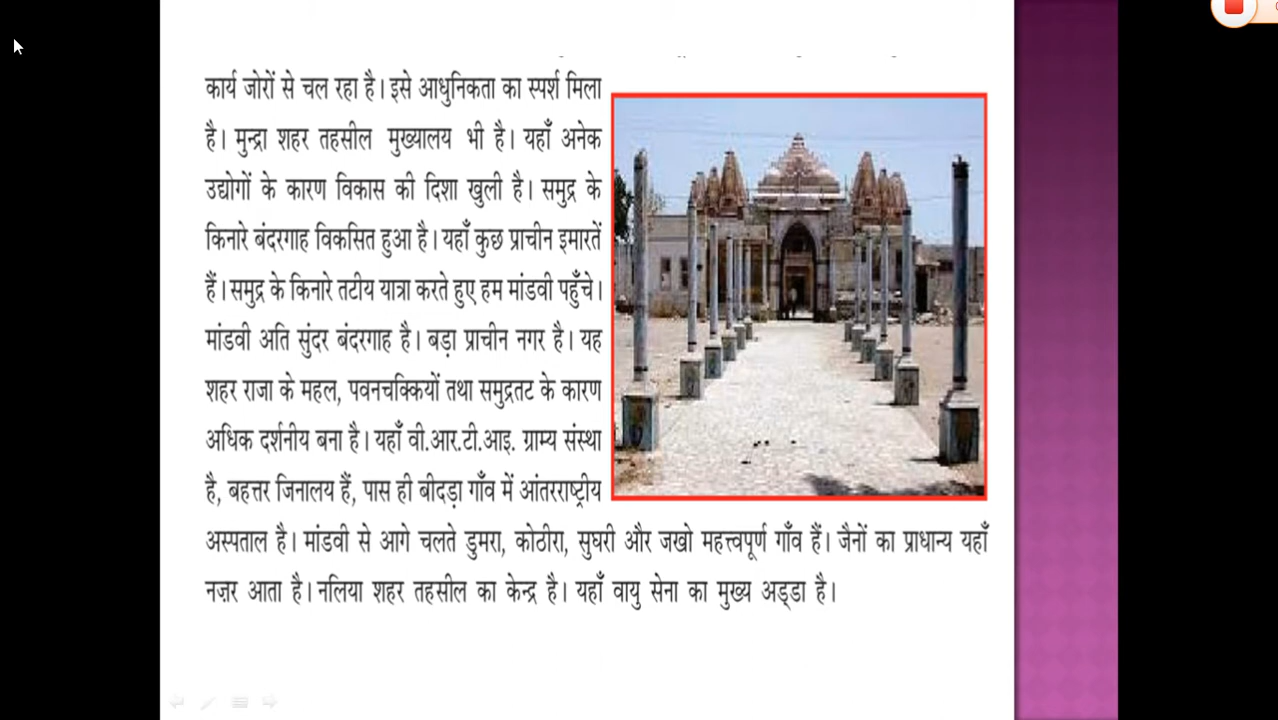 कार्य जोरों से चल रहा है। इसे आधुनिकता का स्पर्श मिला
है। मुन्द्रा शहर तहसील मुख्यालय भी है। यहाँ अनेक
उद्योगों के कारण विकास की दिशा खुली है। समुद्र के
किनारे बंदरगाह विकसित हुआ है। यहाँ कुछ प्राचीन इमारतें
हैं। समुद्र के किनारे तटीय यात्रा करते हुए हम मांडवी पहुँचे।
मांडवी अति सुंदर बंदरगाह है। बड़ा प्राचीन नगर है। यह
शहर राजा के महल, पवनचक्कियों तथा समुद्रतट के कारण
अधिक दर्शनीय बना है। यहाँ वी.आर.टी.आइ. ग्राम्य संस्था
है, बहत्तर जिनालय हैं, पास ही बीदड़ा गाँव में आंतरराष्ट्रीय
अस्पताल है। मांडवी से आगे चलते डुमरा, कोठीरा, सुघरी और जखो महत्त्वपूर्ण गाँव हैं। जैनों का प्राधान्य यहाँ
नज़र आता है। नलिया शहर तहसील का केन्द्र है। यहाँ वायु सेना का मुख्य अड्डा है।